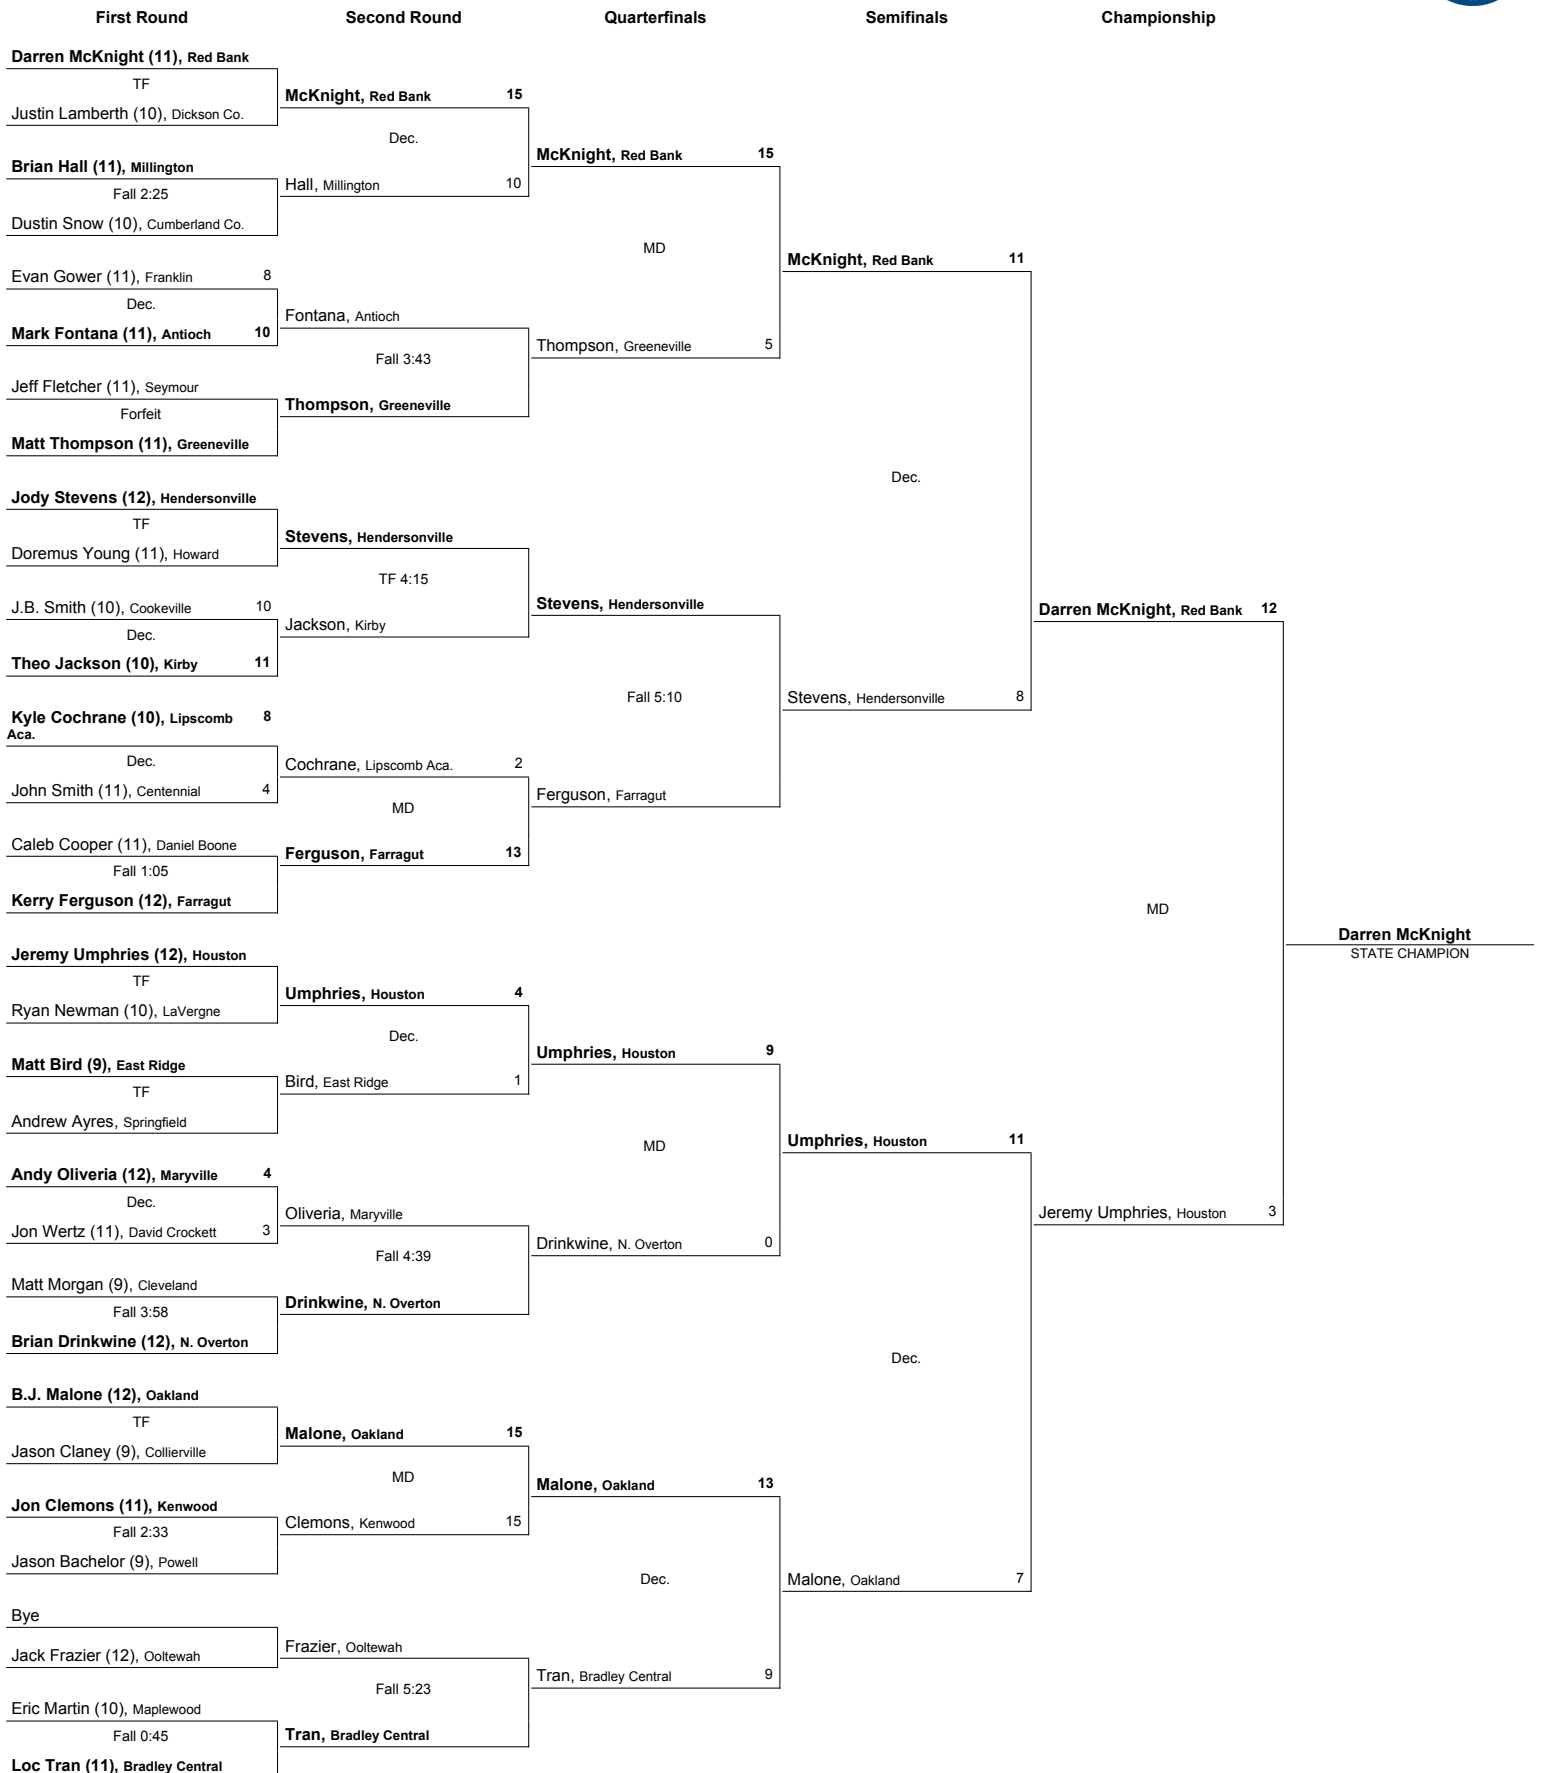 First Round Second Round Quarterfinals Semifinals Championship
Darren McKnight (11), Red Bank
TF
Justin Lamberth (10), Dickson Co.
McKnight, Red Bank 15
Dec.
Hall, Millington 10
Brian Hall (11), Millington
Fall 2:25
Dustin Snow (10), Cumberland Co.
McKnight, Red Bank 15
MD
Thompson, Greeneville 5
Evan Gower (11), Franklin 8
Dec.
Mark Fontana (11), Antioch 10
Fontana, Antioch
Fall 3:43
Thompson, Greeneville
Jeff Fletcher (11), Seymour
Forfeit
Matt Thompson (11), Greeneville
McKnight, Red Bank 11
Dec.
Stevens, Hendersonville 8
Jody Stevens (12), Hendersonville
TF
Doremus Young (11), Howard
Stevens, Hendersonville
TF 4:15
Jackson, Kirby
J.B. Smith (10), Cookeville 10
Dec.
Theo Jackson (10), Kirby 11
Stevens, Hendersonville
Fall 5:10
Ferguson, Farragut
Kyle Cochrane (10), Lipscomb 8
Aca.
Dec.
John Smith (11), Centennial 4
Cochrane, Lipscomb Aca. 2
MD
Ferguson, Farragut 13
Caleb Cooper (11), Daniel Boone
Fall 1:05
Kerry Ferguson (12), Farragut
Darren McKnight, Red Bank 12
MD
Jeremy Umphries, Houston 3
Darren McKnight
STATE CHAMPION
Jeremy Umphries (12), Houston
TF
Ryan Newman (10), LaVergne
Umphries, Houston 4
Dec.
Bird, East Ridge 1
Matt Bird (9), East Ridge
TF
Andrew Ayres, Springfield
Umphries, Houston 9
MD
Drinkwine, N. Overton 0
Andy Oliveria (12), Maryville 4
Dec.
Jon Wertz (11), David Crockett 3
Oliveria, Maryville
Fall 4:39
Drinkwine, N. Overton
Matt Morgan (9), Cleveland
Fall 3:58
Brian Drinkwine (12), N. Overton
Umphries, Houston 11
Dec.
Malone, Oakland 7
B.J. Malone (12), Oakland
TF
Jason Claney (9), Collierville
Malone, Oakland 15
MD
Clemons, Kenwood 15
Jon Clemons (11), Kenwood
Fall 2:33
Jason Bachelor (9), Powell
Malone, Oakland 13
Dec.
Tran, Bradley Central 9
Bye
Jack Frazier (12), Ooltewah
Frazier, Ooltewah
Fall 5:23
Tran, Bradley Central
Eric Martin (10), Maplewood
Fall 0:45
Loc Tran (11), Bradley Central